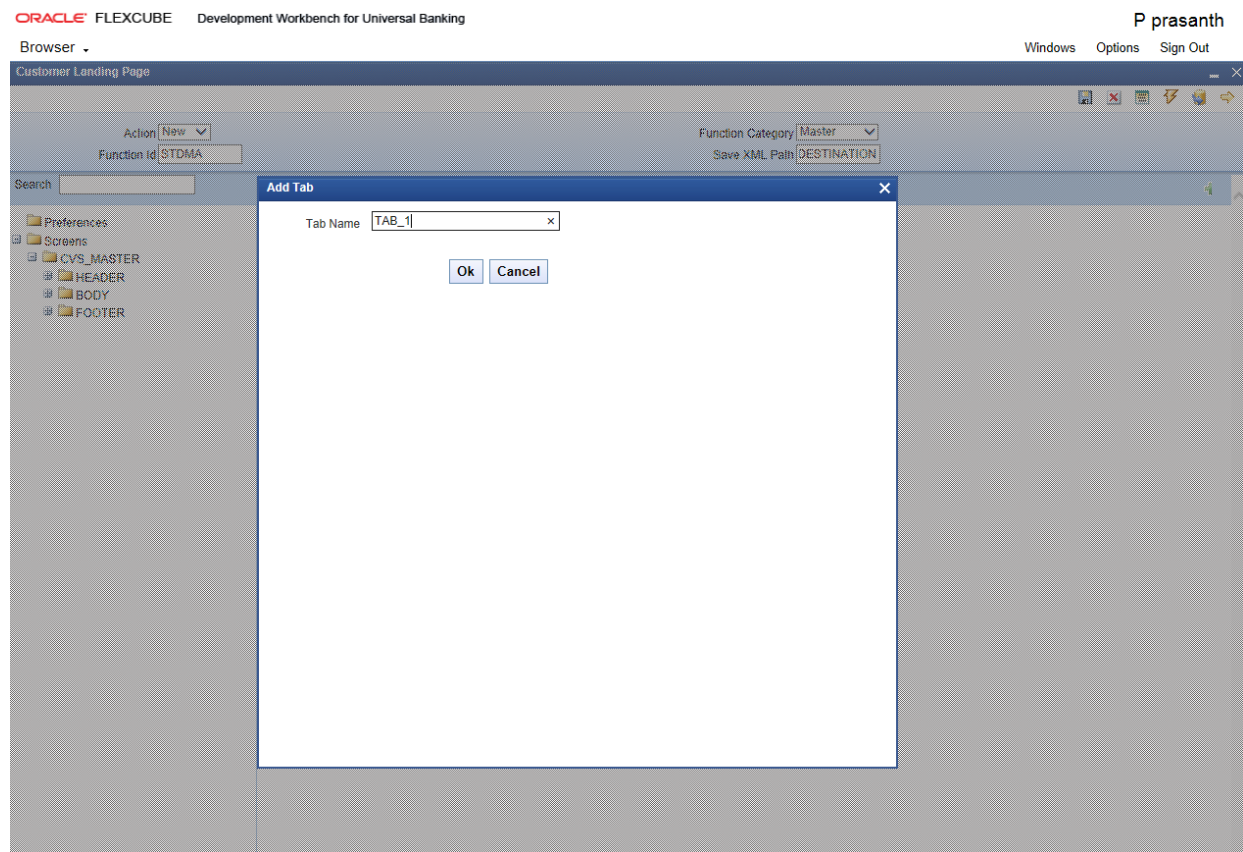 ORACLE FLEXCUBE Development Workbench for Universal Banking P prasanth
Browser Windows Options Sign Out
Customer Landing Page
Action New Function Category Master
Function Id STDMA Save XML Path DESTINATION
Search
Add Tab
Tab Name TAB_1
Ok Cancel
Preferences
Screens
CVS_MASTER
HEADER
BODY
FOOTER